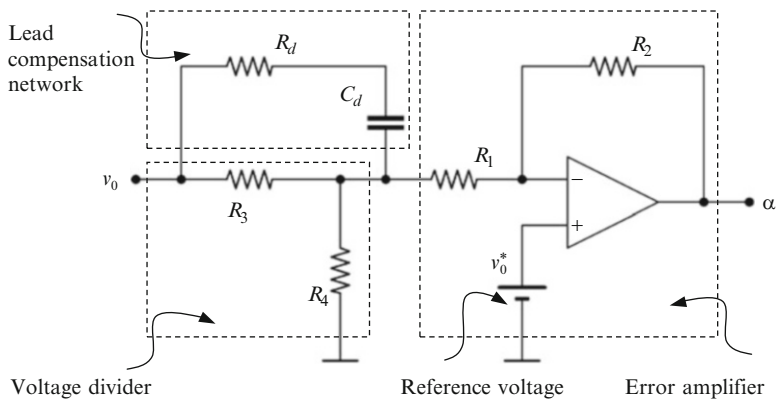 Lead
compensation
network
R_d
C_d
R_2
R_1
v_0
R_3
R_4
−
+
α
v_0^*
Voltage divider
Reference voltage
Error amplifier